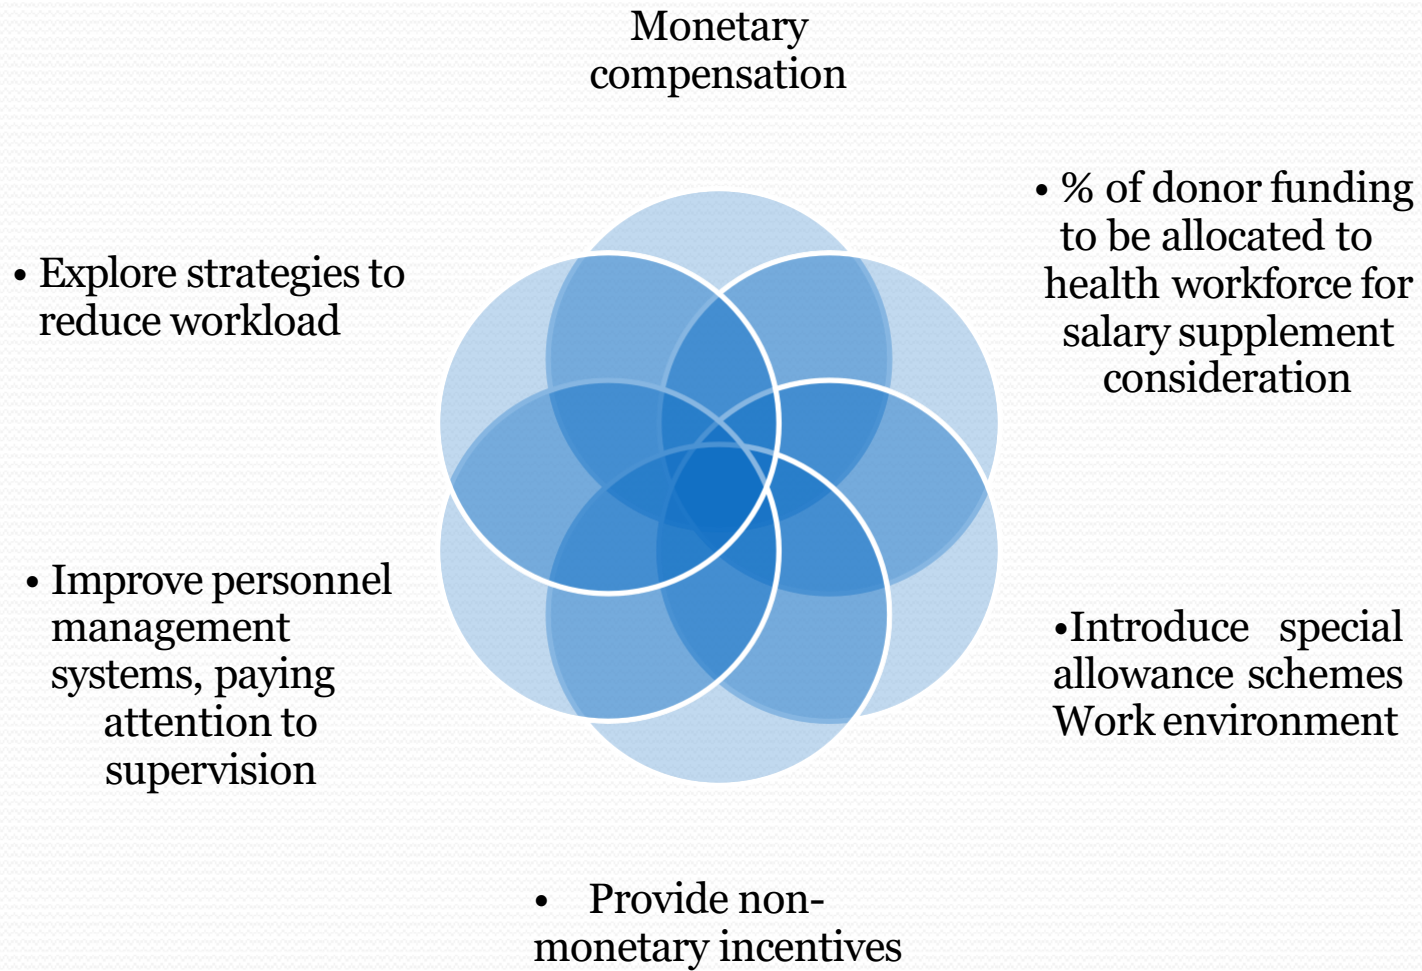 Monetary
compensation
• % of donor funding
to be allocated to
health workforce for
salary supplement
consideration
•Introduce special
allowance schemes
Work environment
• Provide non-
monetary incentives
• Improve personnel
management
systems, paying
attention to
supervision
• Explore strategies to
reduce workload